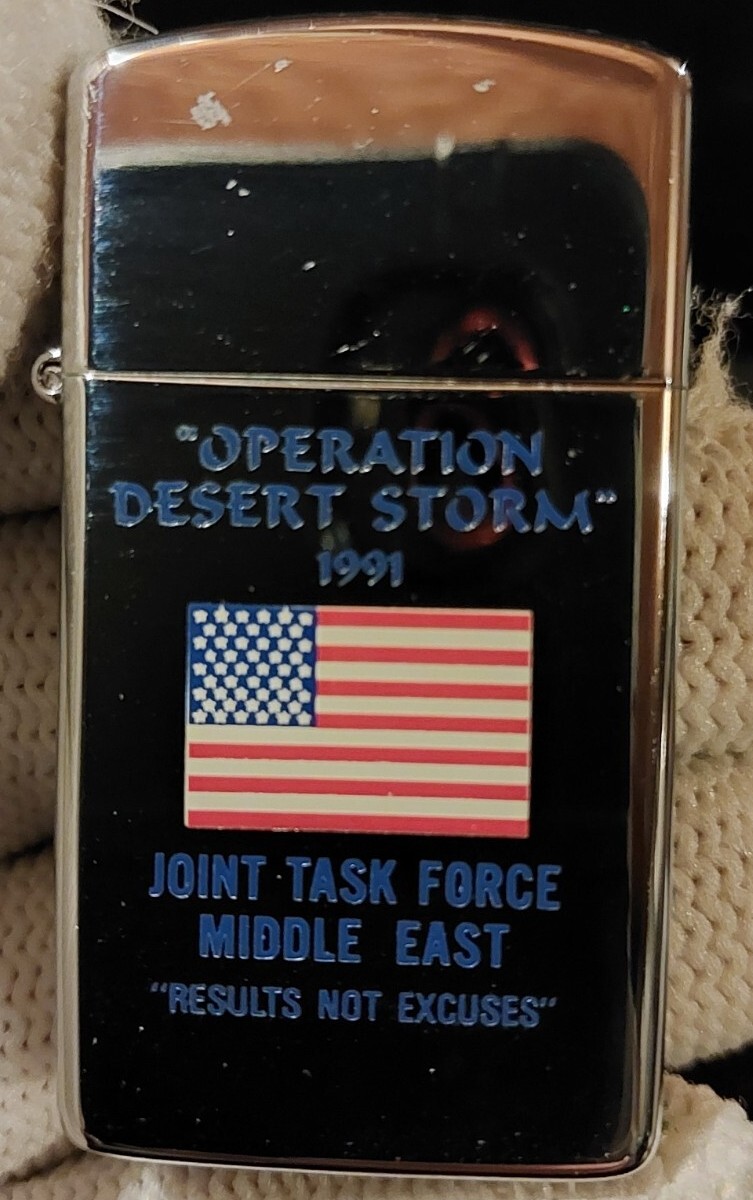 "OPERATION
DESERT STORM"
1991
JOINT TASK FORCE
MIDDLE EAST
"RESULTS NOT EXCUSES"